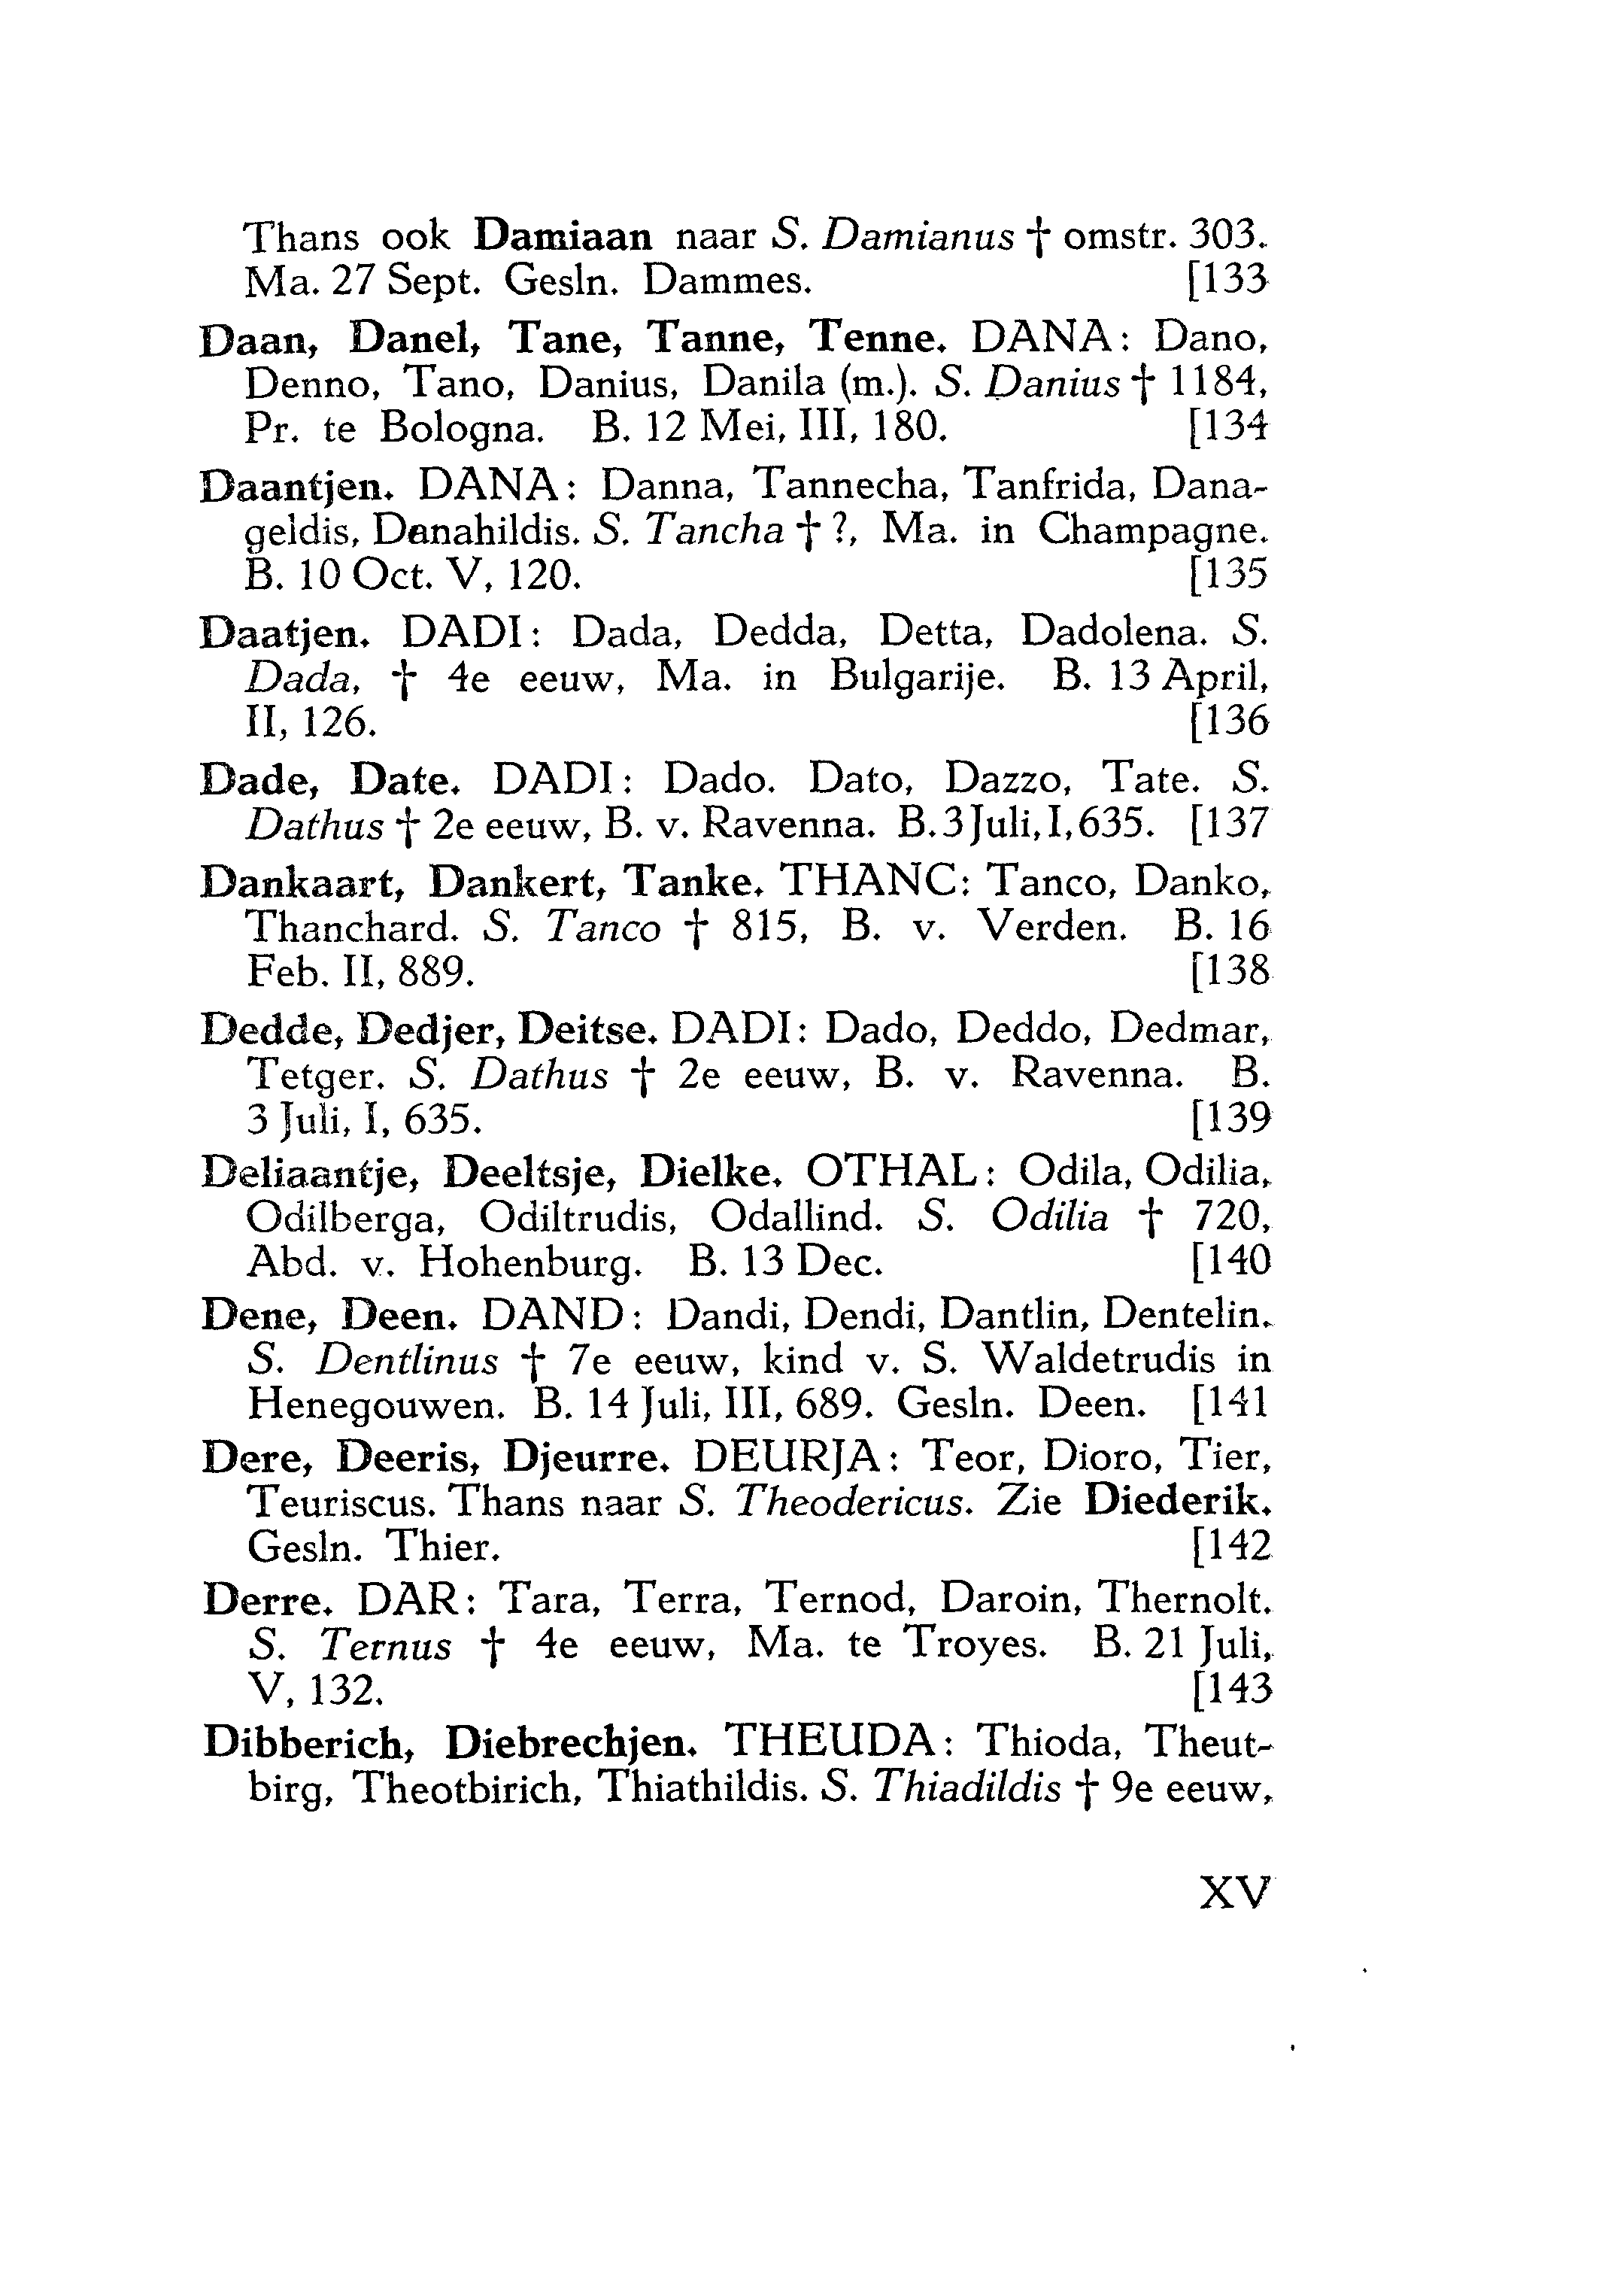 Thans ook Damiaan naar S. Damianus † omstr. 303.
Ma. 27 Sept. Gesln. Dammes. [133
Daan, Danel, Tane, Tanne, Tenne. DANA: Dano,
Denno, Tano, Danius, Danila (m.). S. Danius † 1184,
Pr. te Bologna. B. 12 Mei, III, 180. [134
Daantjen. DANA: Danna, Tannecha, Tanfrida, Dana-
geldis, Danahildis. S. Tancha † ?, Ma. in Champagne.
B. 10 Oct. V, 120. [135
Daatjen. DADI: Dada, Dedda, Detta, Dadolena. S.
Dada, † 4e eeuw, Ma. in Bulgarije. B. 13 April,
II, 126. [136
Dade, Date. DADI: Dado. Dato, Dazzo, Tate. S.
Dathus † 2e eeuw, B. v. Ravenna. B. 3 Juli, I, 635. [137
Dankaart, Dankert, Tanke. THANC: Tanco, Danko,
Thanchard. S. Tanco † 815, B. v. Verden. B. 16
Feb. II, 889. [138
Dedde, Dedjer, Deitse. DADI: Dado, Deddo, Dedmar,
Tetger. S. Dathus † 2e eeuw, B. v. Ravenna. B.
3 Juli, I, 635. [139
Deliaantje, Deeltsje, Dielke. OTHAL: Odila, Odilia,
Odilberga, Odiltrudis, Odallind. S. Odilia † 720,
Abd. v. Hohenburg. B. 13 Dec. [140
Dene, Deen. DAND: Dandi, Dendi, Dantlin, Dentelin.
S. Dentlinus † 7e eeuw, kind v. S. Waldetrudis in
Henegouwen. B. 14 Juli, III, 689. Gesln. Deen. [141
Dere, Deeris, Djeurre. DEURJA: Teor, Dioro, Tier,
Teuriscus. Thans naar S. Theodericus. Zie Diederik.
Gesln. Thier. [142
Derre. DAR: Tara, Terra, Ternod, Daroin, Thernolt.
S. Ternus † 4e eeuw, Ma. te Troyes. B. 21 Juli,
V, 132. [143
Dibberich, Diebrechjen. THEUDA: Thioda, Theut-
birg, Theotbirich, Thiathildis. S. Thiadildis † 9e eeuw,
XV